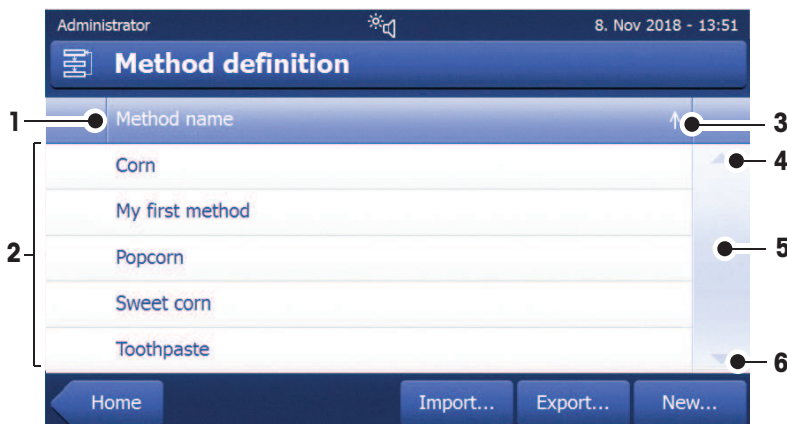 Administrator 8. Nov 2018 - 13:51
Method definition
1 Method name 3
4
Corn
My first method
2 Popcorn 5
Sweet corn
Toothpaste
6
Home Import... Export... New...